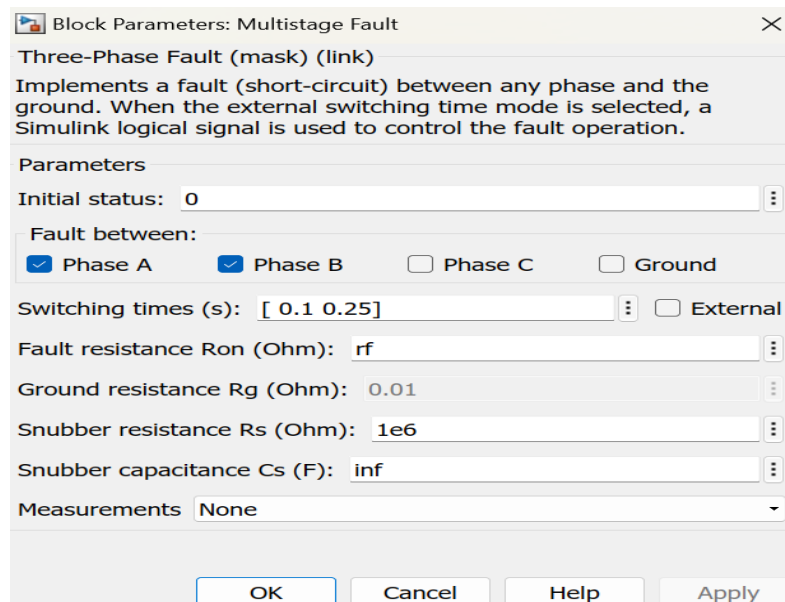 Block Parameters: Multistage Fault
Three-Phase Fault (mask) (link)
Implements a fault (short-circuit) between any phase and the
ground. When the external switching time mode is selected, a
Simulink logical signal is used to control the fault operation.
Parameters
Initial status: 0
Fault between:
Phase A Phase B Phase C Ground
Switching times (s): [ 0.1 0.25] External
Fault resistance Ron (Ohm): rf
Ground resistance Rg (Ohm): 0.01
Snubber resistance Rs (Ohm): 1e6
Snubber capacitance Cs (F): inf
Measurements None
OK Cancel Help Apply